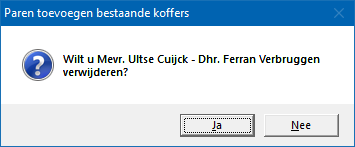 Paren toevoegen bestaande koffers
Wilt u Mevr. Ultse Cuijck - Dhr. Ferran Verbruggen
verwijderen?
Ja
Nee